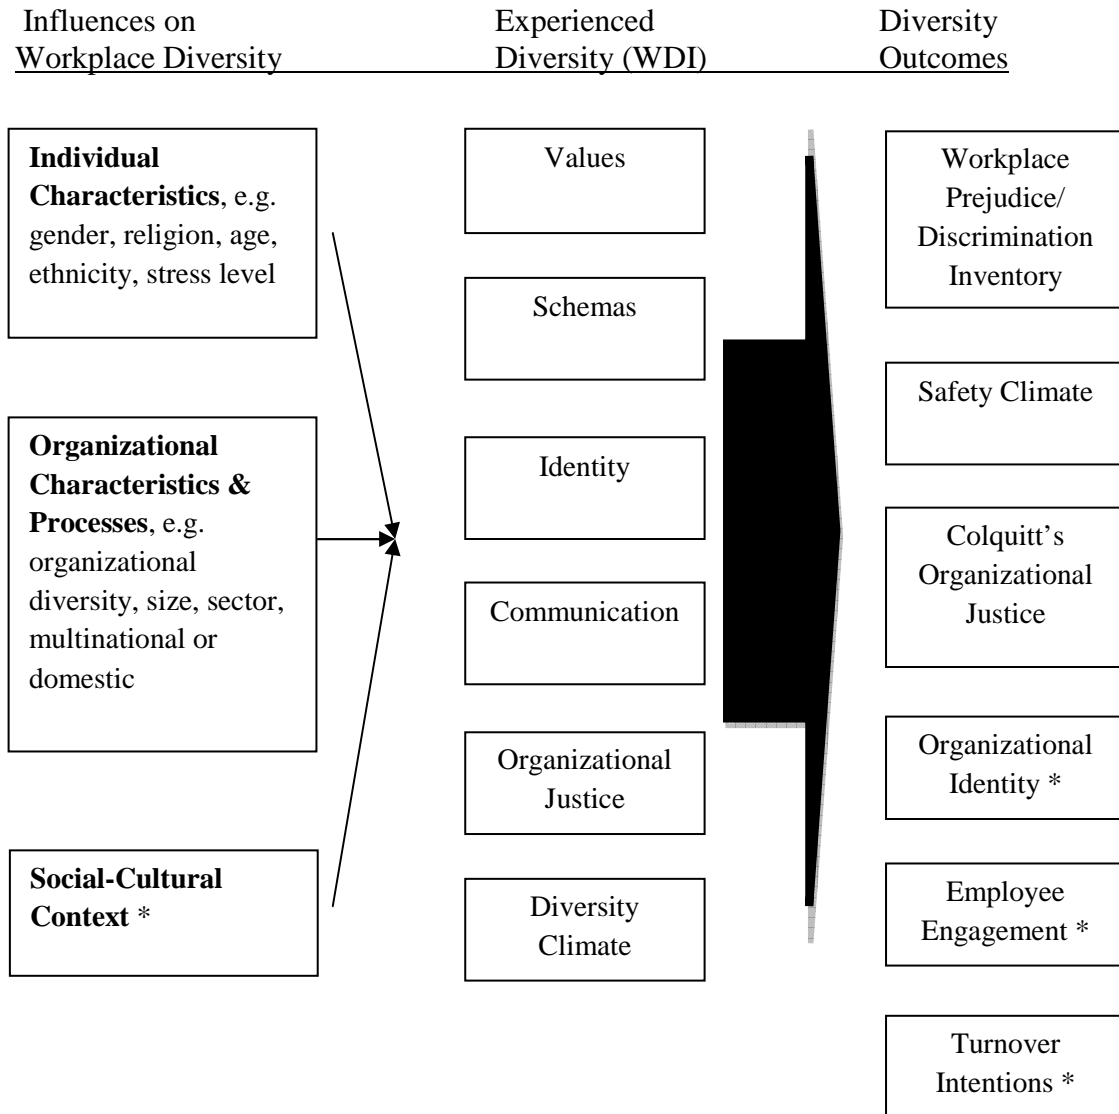 Influences on
Workplace Diversity
Experienced
Diversity (WDI)
Diversity
Outcomes
Individual
Characteristics, e.g.
gender, religion, age,
ethnicity, stress level
Organizational
Characteristics &
Processes, e.g.
organizational
diversity, size, sector,
multinational or
domestic
Social-Cultural
Context *
Values
Schemas
Identity
Communication
Organizational
Justice
Diversity
Climate
Workplace
Prejudice/
Discrimination
Inventory
Safety Climate
Colquitt’s
Organizational
Justice
Organizational
Identity *
Employee
Engagement *
Turnover
Intentions *